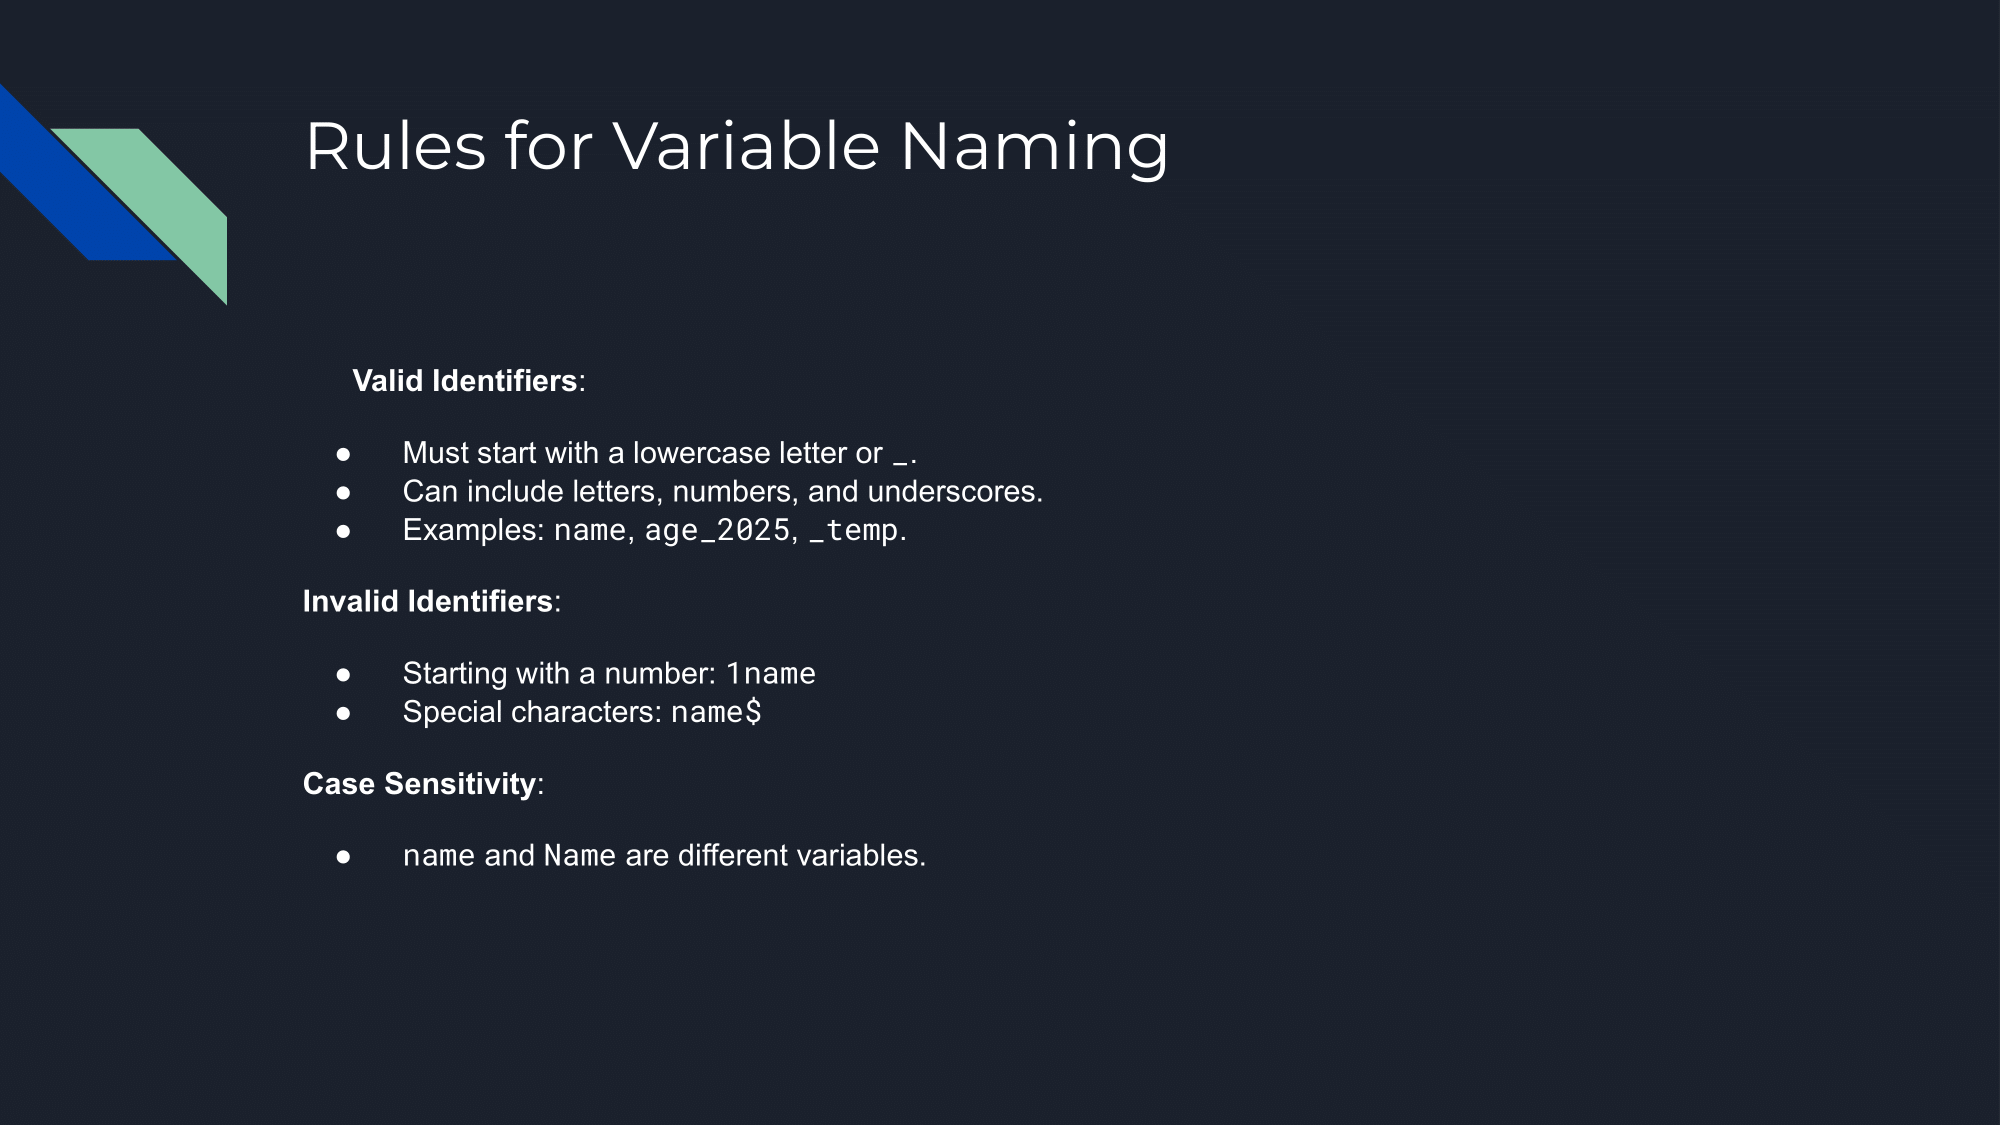 Rules for Variable Naming
Valid Identifiers:
● Must start with a lowercase letter or _.
● Can include letters, numbers, and underscores.
● Examples: name, age_2025, _temp.
Invalid Identifiers:
● Starting with a number: 1name
● Special characters: name$
Case Sensitivity:
● name and Name are different variables.